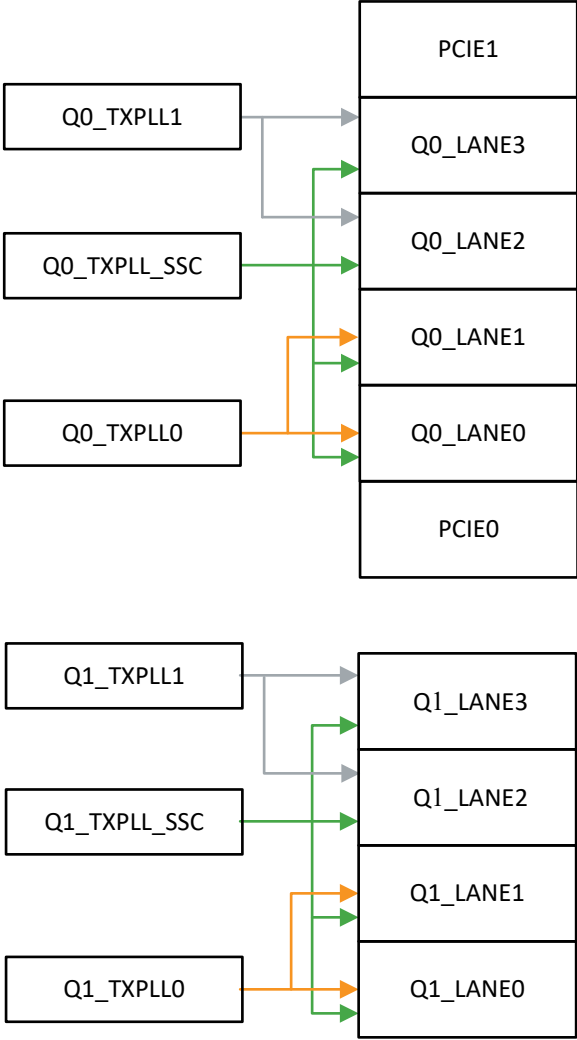 PCIE1
Q0_TXPLL1
Q0_LANE3
Q0_LANE2
Q0_TXPLL_SSC
Q0_LANE1
Q0_TXPLL0
Q0_LANE0
PCIE0
Q1_TXPLL1
Q1_LANE3
Q1_LANE2
Q1_TXPLL_SSC
Q1_LANE1
Q1_TXPLL0
Q1_LANE0